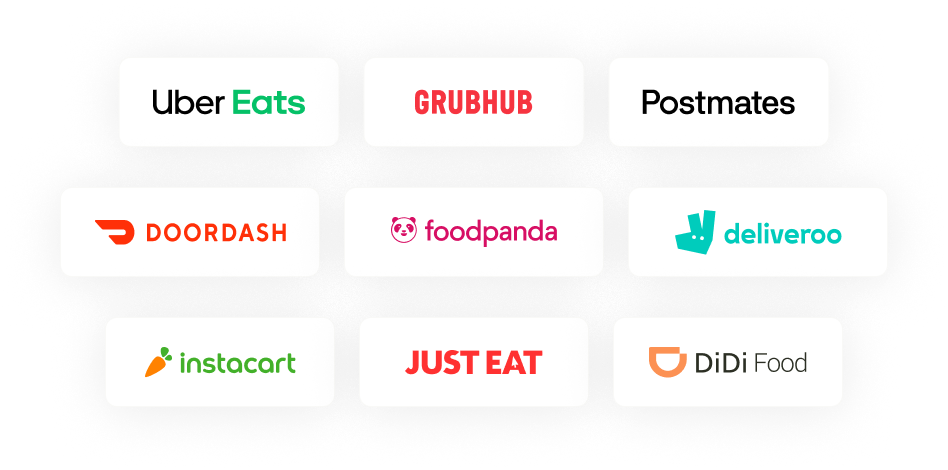 Uber Eats
GRUBHUB
Postmates
DOORDASH
foodpanda
deliveroo
instacart
JUST EAT
DiDi Food